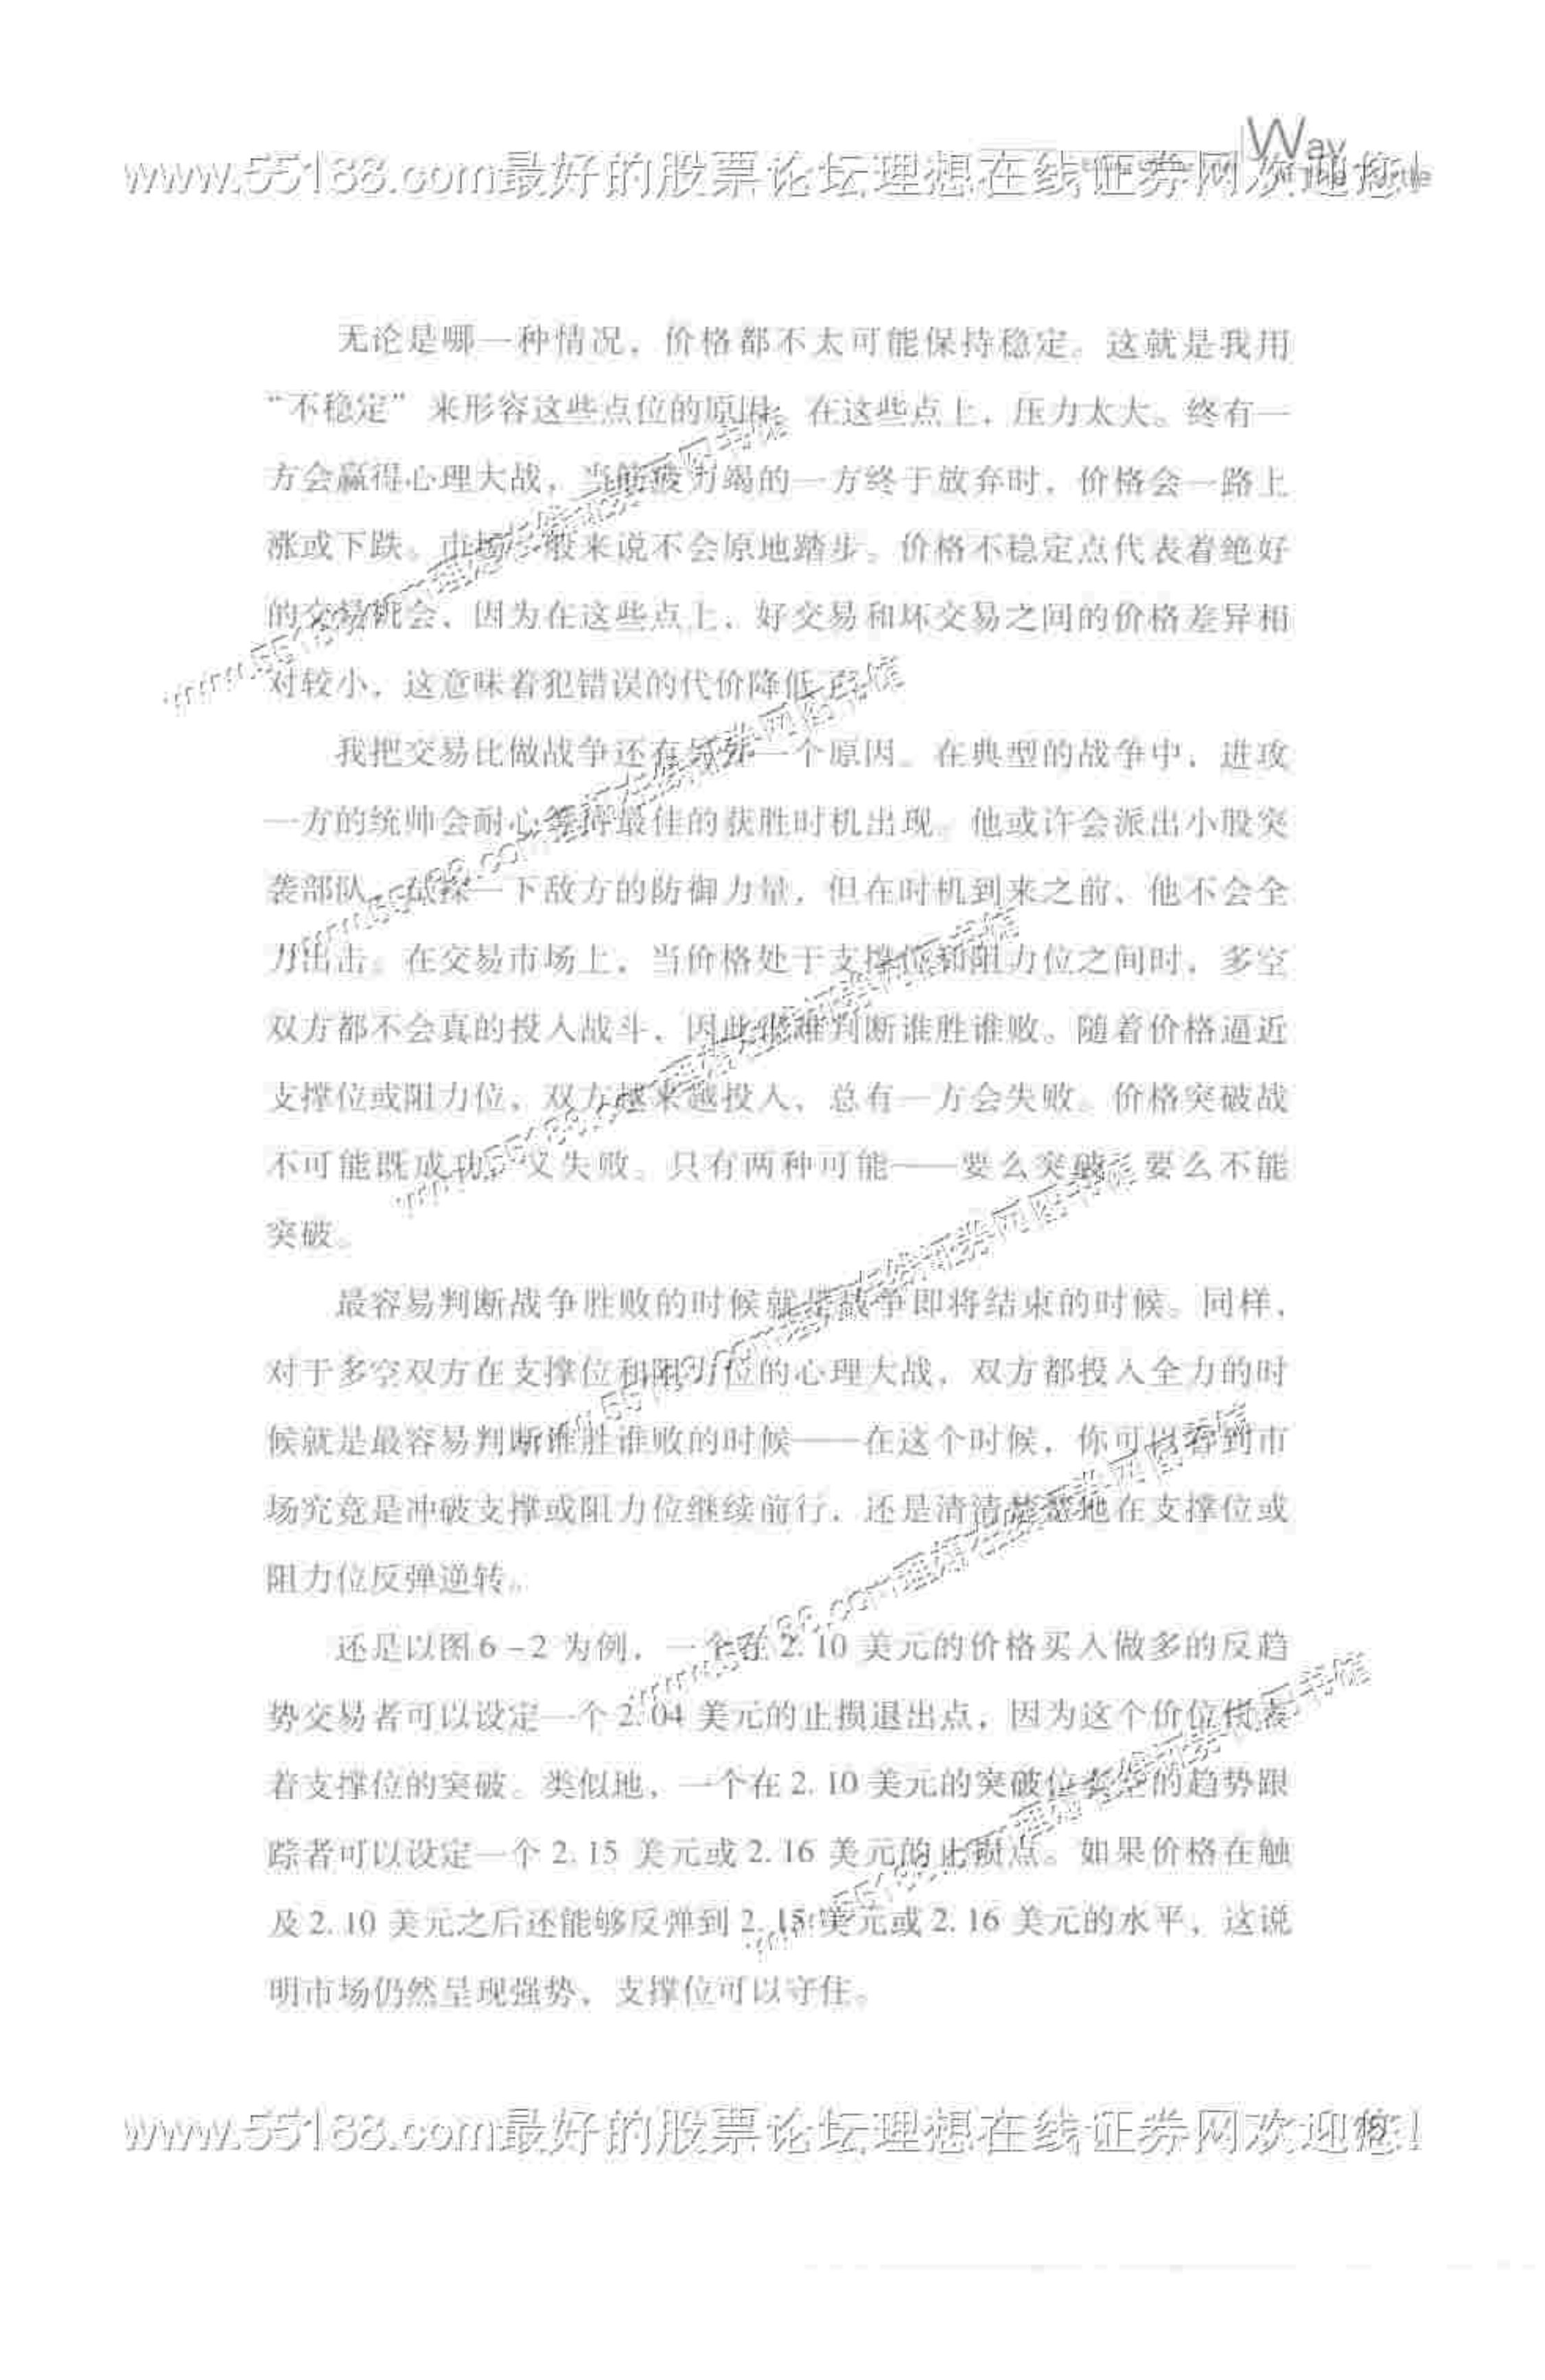 Way
www.55188.com最好的股票论坛理想在线证券网欢迎您!
无论是哪一种情况，价格都不太可能保持稳定。这就是我用
“不稳定” 来形容这些点位的原因。在这些点上，压力太大。终有一
方会赢得心理大战，当筋疲力竭的一方终于放弃时，价格会一路上
涨或下跌。市场一般来说不会原地踏步。价格不稳定点代表着绝好
的交易机会，因为在这些点上，好交易和坏交易之间的价格差异相
对较小，这意味着犯错误的代价降低了。
我把交易比做战争还有另外一个原因。在典型的战争中，进攻
一方的统帅会耐心等待最佳的获胜时机出现。他或许会派出小股突
袭部队，试探一下敌方的防御力量，但在时机到来之前，他不会全
力出击。在交易市场上，当价格处于支撑位和阻力位之间时，多空
双方都不会真的投入战斗，因此很难判断谁胜谁败。随着价格逼近
支撑位或阻力位，双方越来越投入，总有一方会失败。价格突破战
不可能既成功，又失败。只有两种可能——要么突破，要么不能
突破。
最容易判断战争胜败的时候就是战争即将结束的时候。同样，
对于多空双方在支撑位和阻力位的心理大战，双方都投入全力的时
候就是最容易判断谁胜谁败的时候——在这个时候，你可以看到市
场究竟是冲破支撑或阻力位继续前行，还是清清楚楚地在支撑位或
阻力位反弹逆转。
还是以图 6-2 为例，一个在 2.10 美元的价格买入做多的反趋
势交易者可以设定一个 2.04 美元的止损退出点，因为这个价位代表
着支撑位的突破。类似地，一个在 2.10 美元的突破位卖空的趋势跟
踪者可以设定一个 2.15 美元或 2.16 美元的止损点。如果价格在触
及 2.10 美元之后还能够反弹到 2.15 美元或 2.16 美元的水平，这说
明市场仍然呈现强势，支撑位可以守住。
www.55188.com最好的股票论坛理想在线证券网欢迎您!